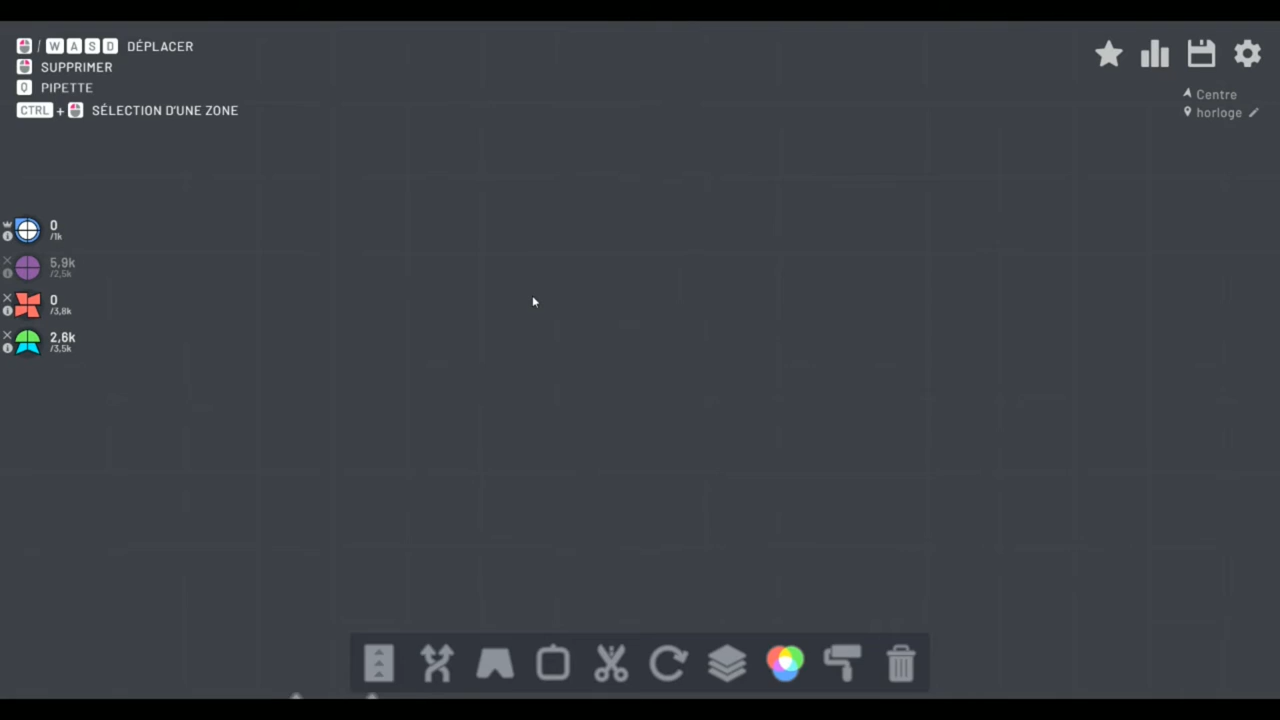 / W A S D DÉPLACER
SUPPRIMER
Q PIPETTE
CTRL + SÉLECTION D'UNE ZONE
Centre
horloge
0
/1k
5,9k
/2,5k
0
/3,8k
2,6k
/3,5k